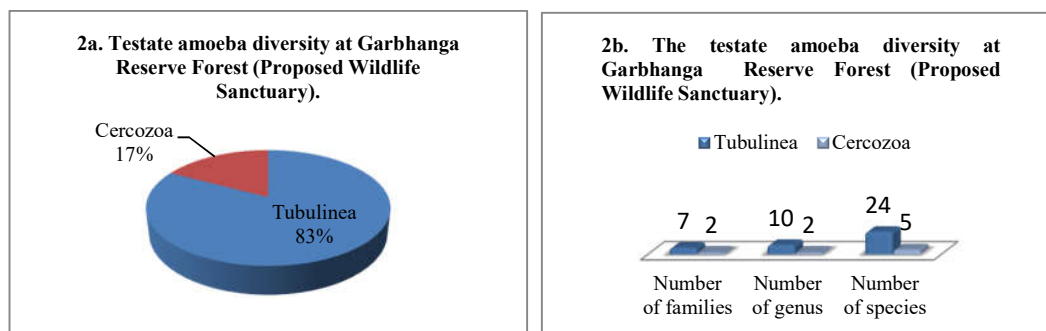 2a. Testate amoeba diversity at Garbhanga
Reserve Forest (Proposed Wildlife
Sanctuary).
Cercozoa
17%
Tubulinea
83%
2b. The testate amoeba diversity at
Garbhanga Reserve Forest (Proposed
Wildlife Sanctuary).
Tubulinea Cercozoa
7 2 10 2 24 5
Number of families
Number of genus
Number of species